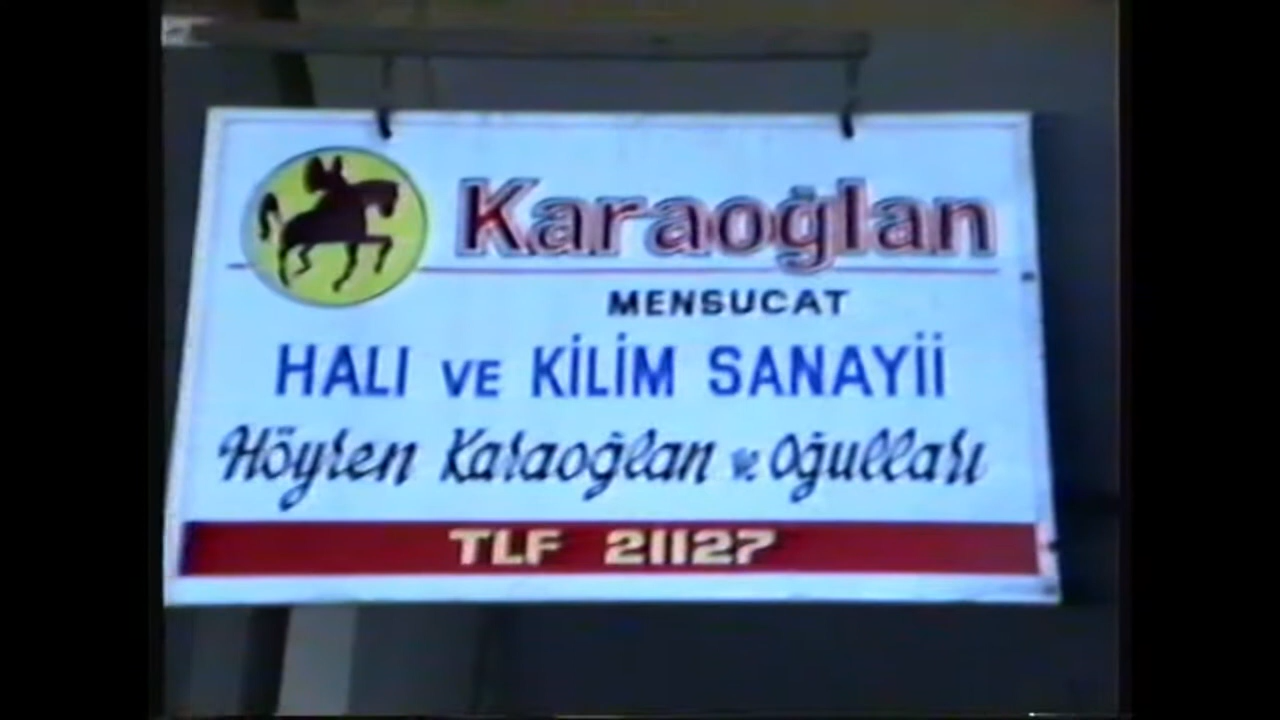 Karaoğlan
MENSUCAT
HALI VE KİLİM SANAYİİ
Höyren Karaoğlan ve Oğulları
TLF 21127